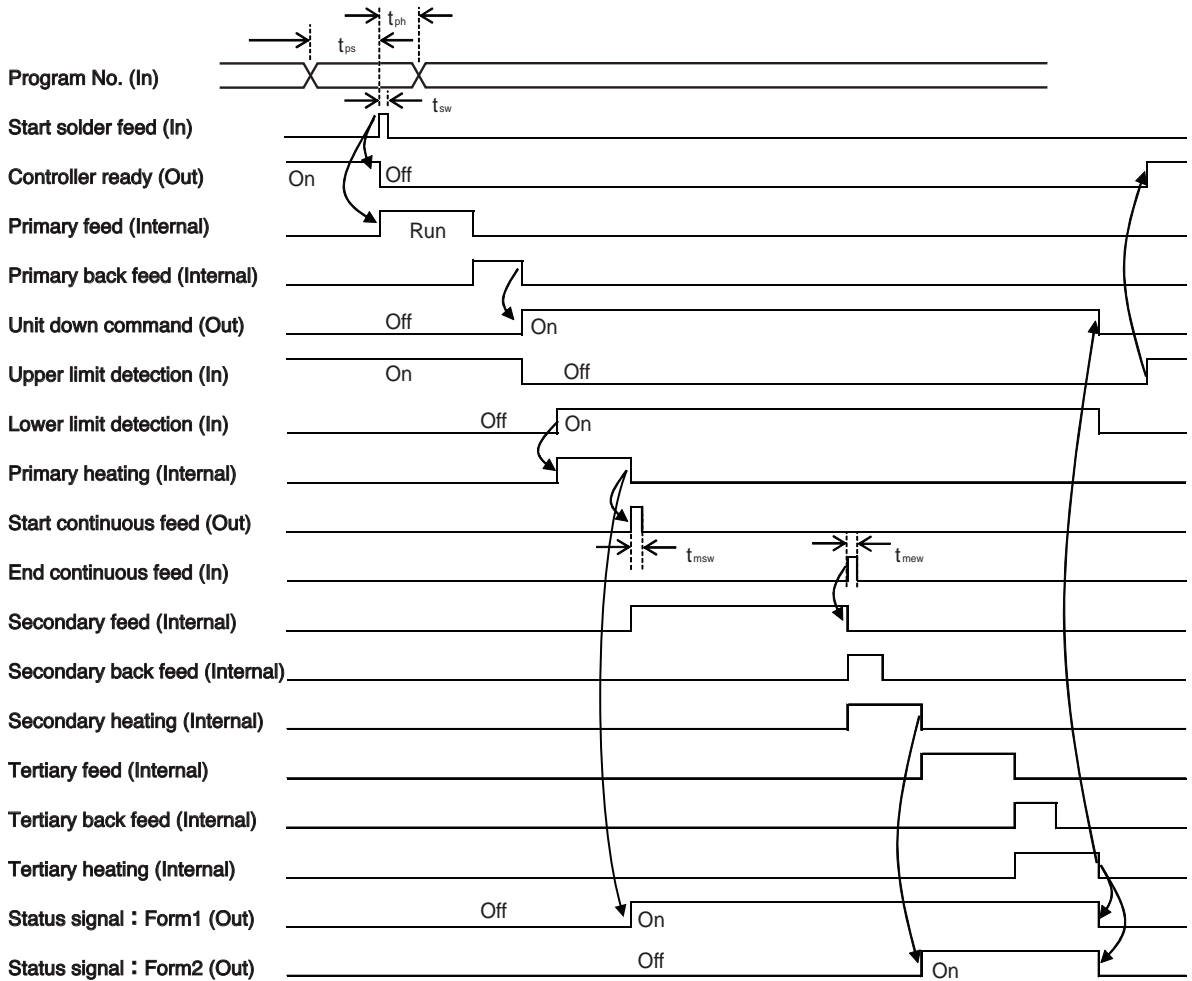 tph
tps
Program No. (In)
tsw
Start solder feed (In)
Controller ready (Out)
On
Off
Primary feed (Internal)
Run
Primary back feed (Internal)
Unit down command (Out)
Off
On
Upper limit detection (In)
On
Off
Lower limit detection (In)
Off
On
Primary heating (Internal)
Start continuous feed (Out)
tmsw
tmew
End continuous feed (In)
Secondary feed (Internal)
Secondary back feed (Internal)
Secondary heating (Internal)
Tertiary feed (Internal)
Tertiary back feed (Internal)
Tertiary heating (Internal)
Status signal：Form1 (Out)
Off
On
Status signal：Form2 (Out)
Off
On